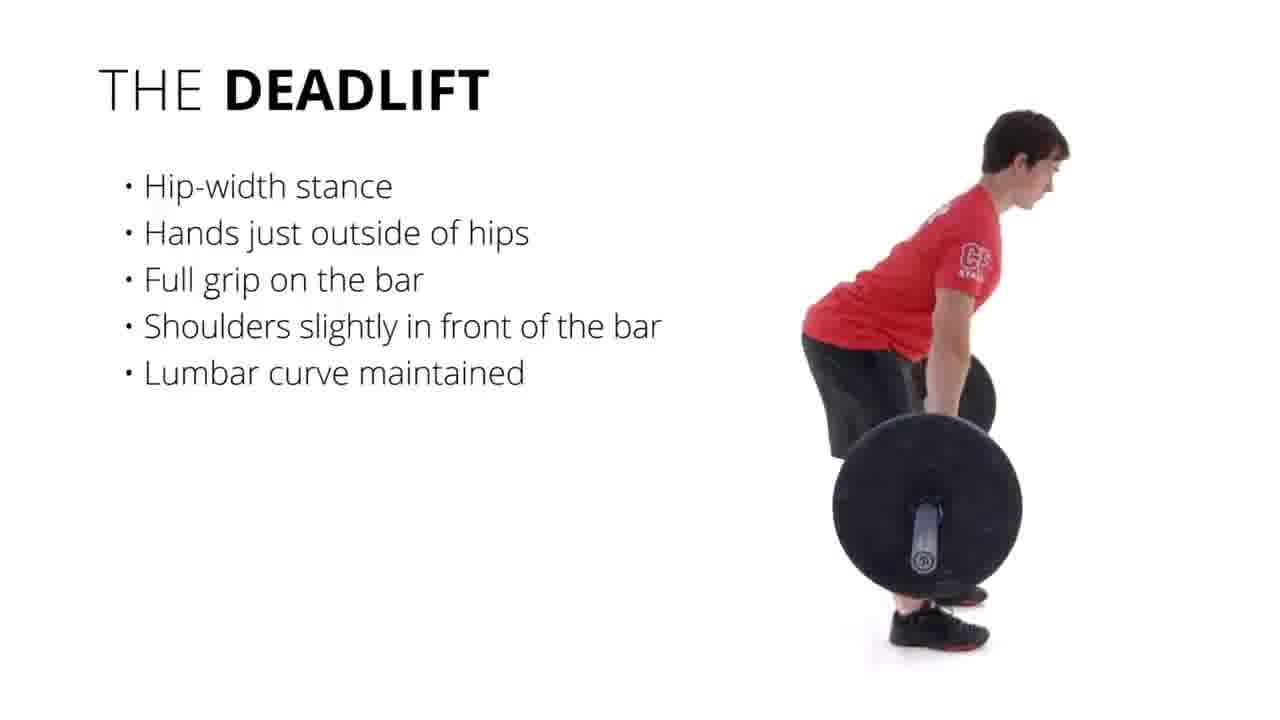 THE DEADLIFT
• Hip-width stance
• Hands just outside of hips
• Full grip on the bar
• Shoulders slightly in front of the bar
• Lumbar curve maintained